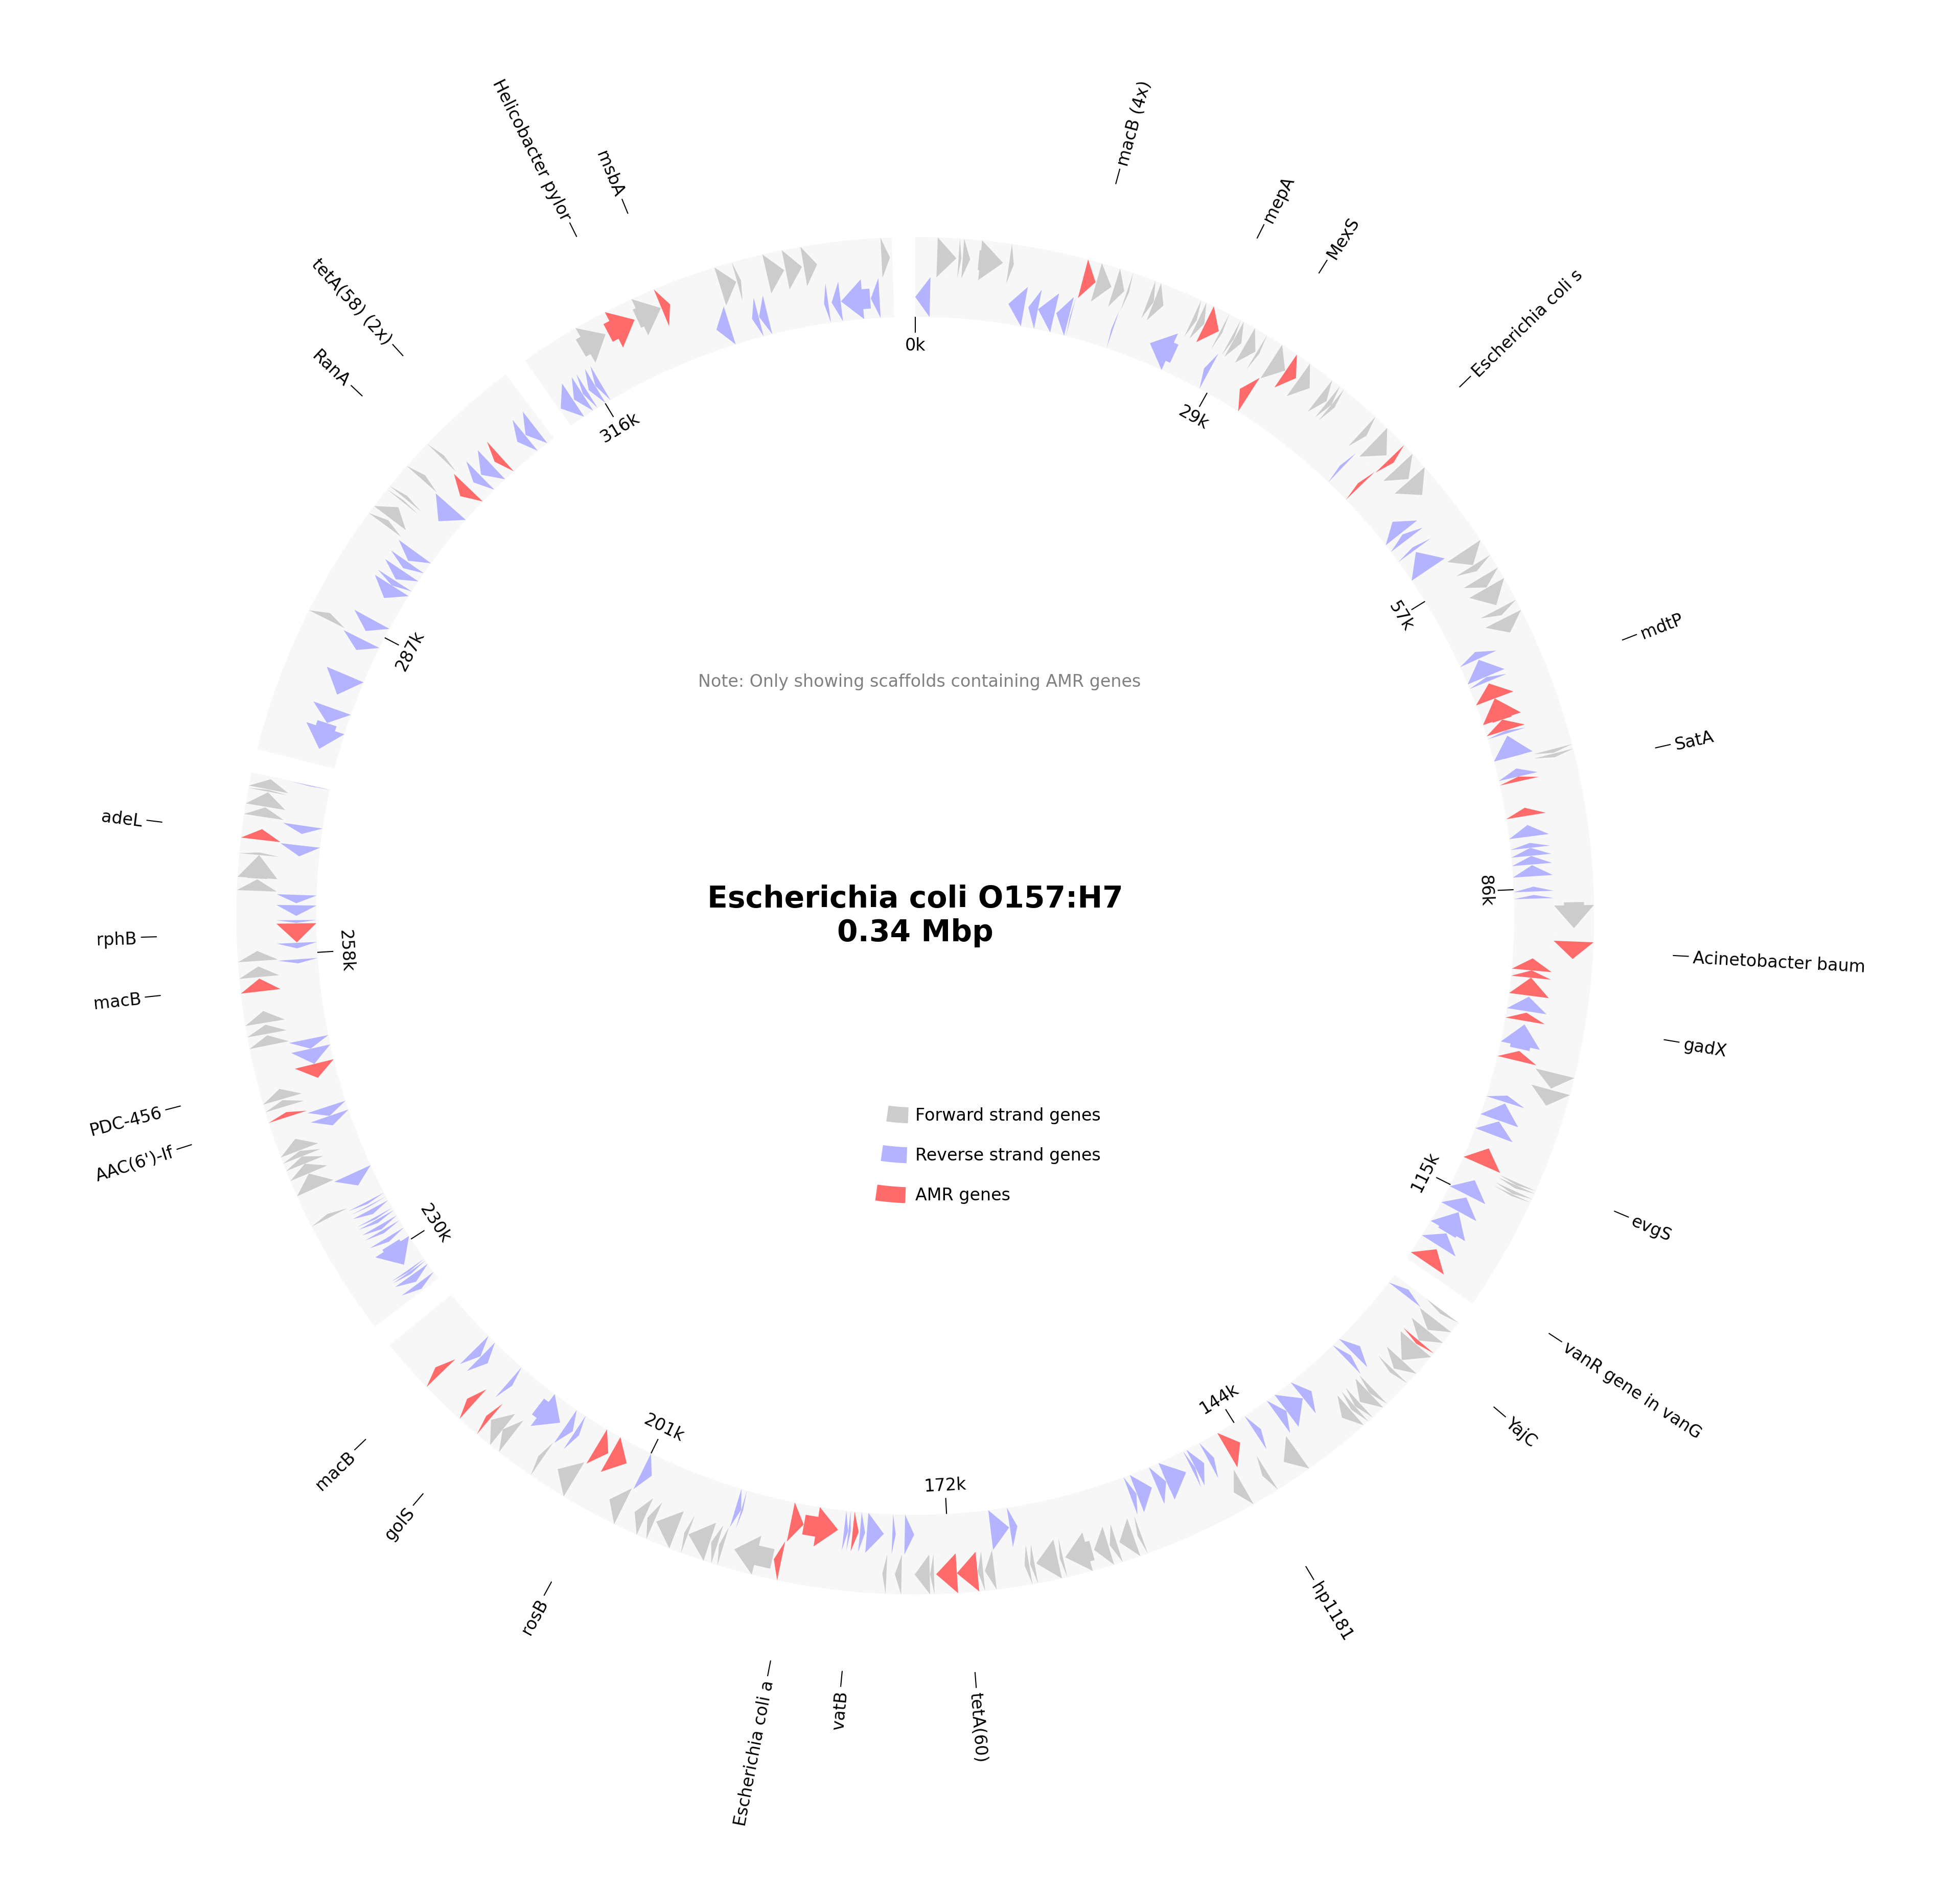 macB (4x)
mepA
MexS
Escherichia coli s
mdtP
SatA
Acinetobacter baum
gadX
evgS
vanR gene in vanG
YajC
hp1181
tetA(60)
vatB
Escherichia coli a
rosB
golS
macB
AAC(6')-If
PDC-456
macB
rphB
adeL
RanA
tetA(58) (2x)
Helicobacter pylor
msbA
0k
29k
57k
86k
115k
144k
172k
201k
230k
258k
287k
316k
Note: Only showing scaffolds containing AMR genes
Escherichia coli O157:H7
0.34 Mbp
Forward strand genes
Reverse strand genes
AMR genes